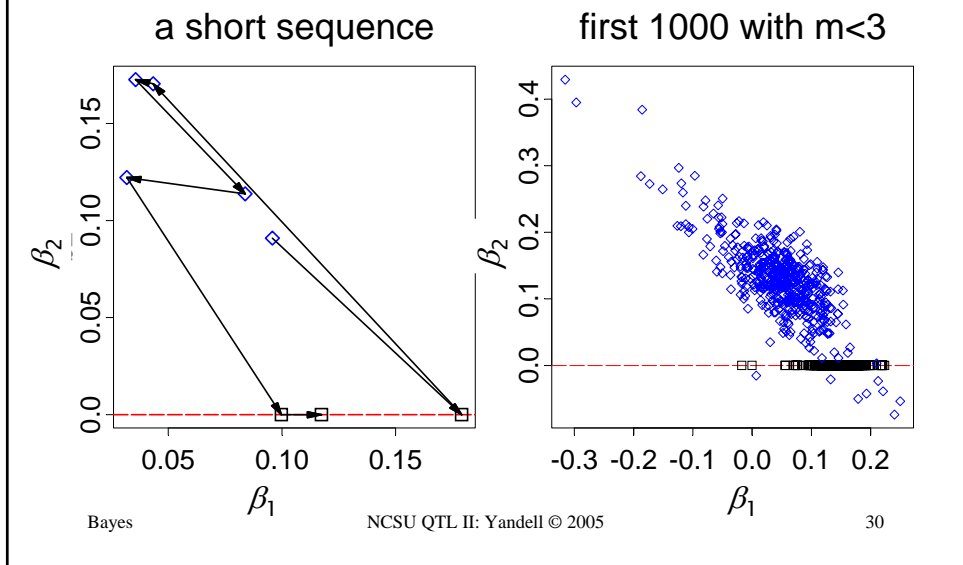 a short sequence
first 1000 with m<3
β2
0.15
0.10
0.05
0.0
0.05 0.10 0.15
β1
β2
0.4
0.3
0.2
0.1
0.0
-0.3 -0.2 -0.1 0.0 0.1 0.2
β1
Bayes NCSU QTL II: Yandell © 2005 30